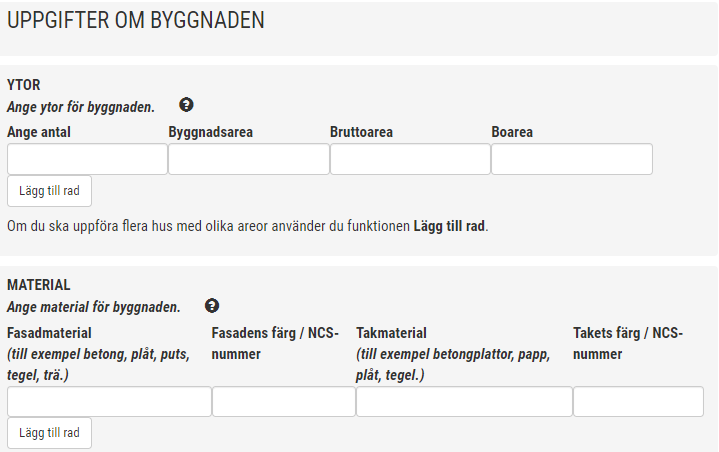 UPPGIFTER OM BYGGNADEN
YTOR
Ange ytor för byggnaden. ?
Ange antal Byggnadsarea Bruttoarea Boarea
Lägg till rad
Om du ska uppföra flera hus med olika areor använder du funktionen Lägg till rad.
MATERIAL
Ange material för byggnaden. ?
Fasadmaterial Fasadens färg / NCS- Takmaterial Takets färg / NCS-
(till exempel betong, plåt, puts, nummer (till exempel betongplattor, papp, nummer
tegel, trä.) plåt, tegel.)
Lägg till rad